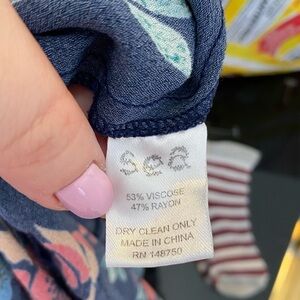 sea
53% VISCOSE
47% RAYON
DRY CLEAN ONLY
MADE IN CHINA
RN 148750